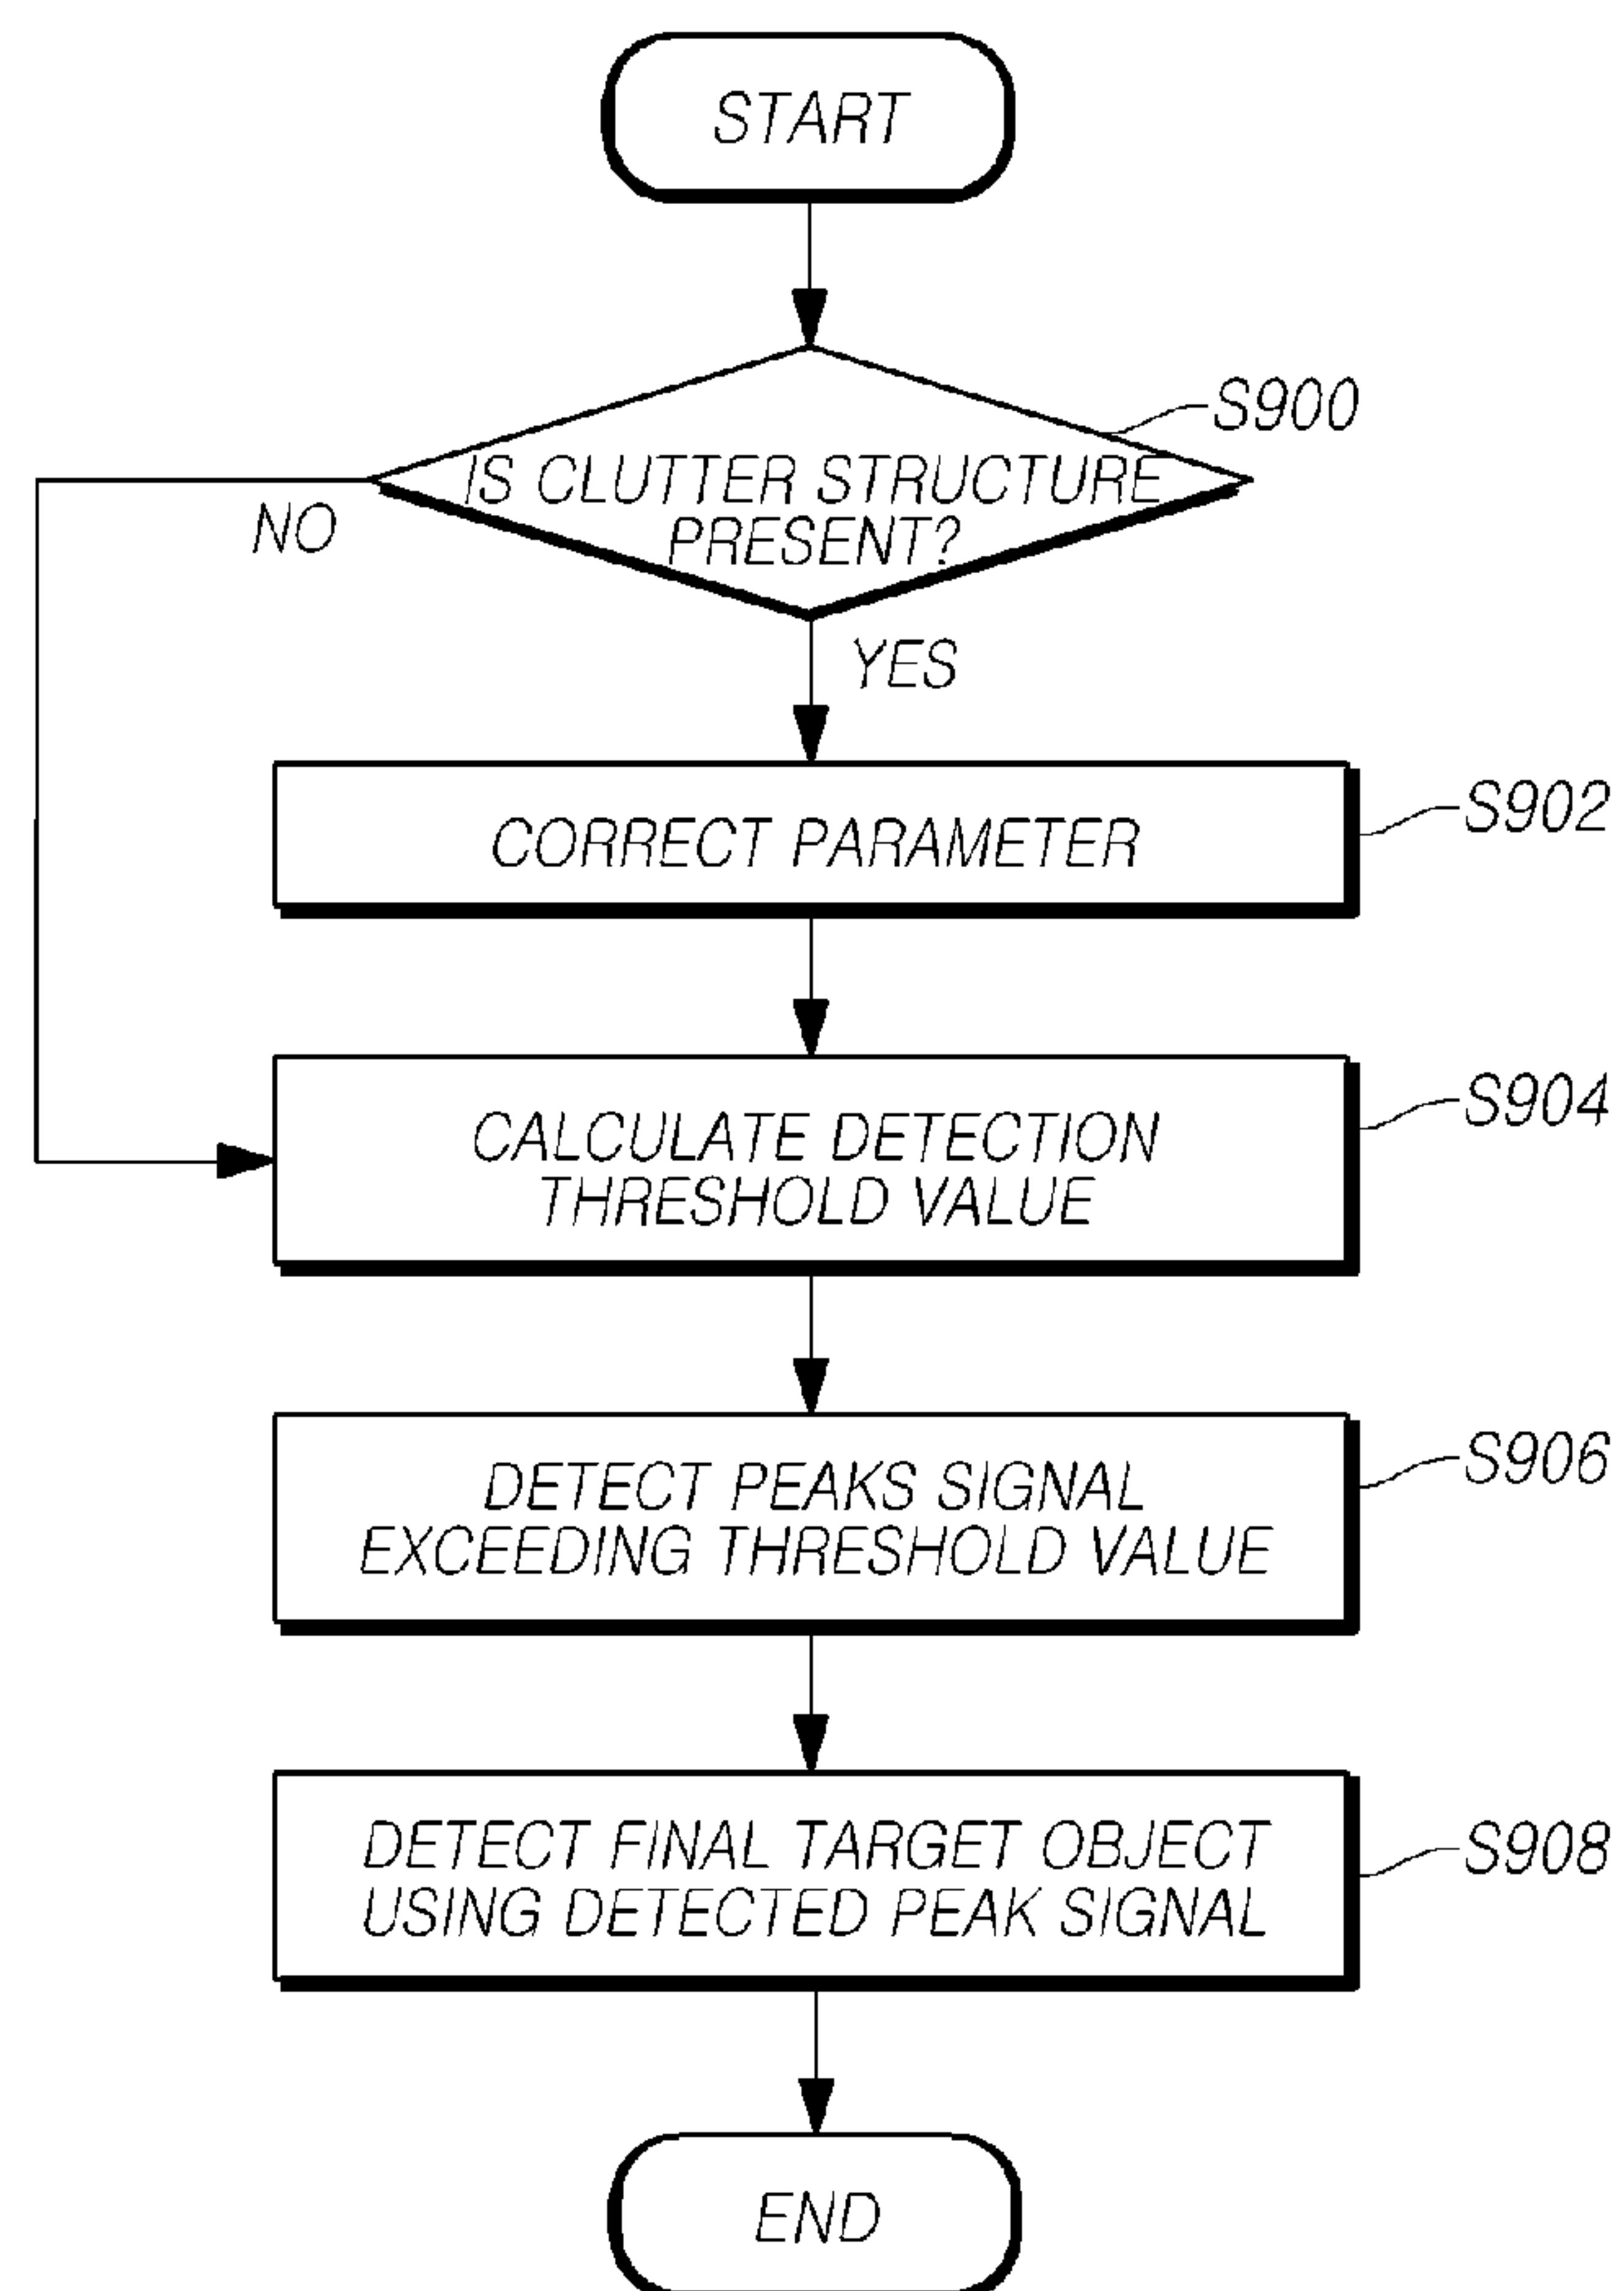 START
S900
IS CLUTTER STRUCTURE
PRESENT?
NO
YES
CORRECT PARAMETER
S902
CALCULATE DETECTION
THRESHOLD VALUE
S904
DETECT PEAKS SIGNAL
EXCEEDING THRESHOLD VALUE
S906
DETECT FINAL TARGET OBJECT
USING DETECTED PEAK SIGNAL
S908
END